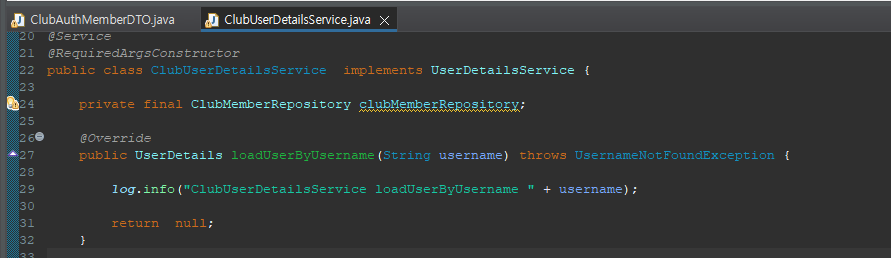 ClubAuthMemberDTO.java ClubUserDetailsService.java
20 @Service
21 @RequiredArgsConstructor
22 public class ClubUserDetailsService  implements UserDetailsService {
23
24     private final ClubMemberRepository clubMemberRepository;
25
26     @Override
27     public UserDetails loadUserByUsername(String username) throws UsernameNotFoundException {
28
29         log.info("ClubUserDetailsService loadUserByUsername " + username);
30
31         return  null;
32     }
33